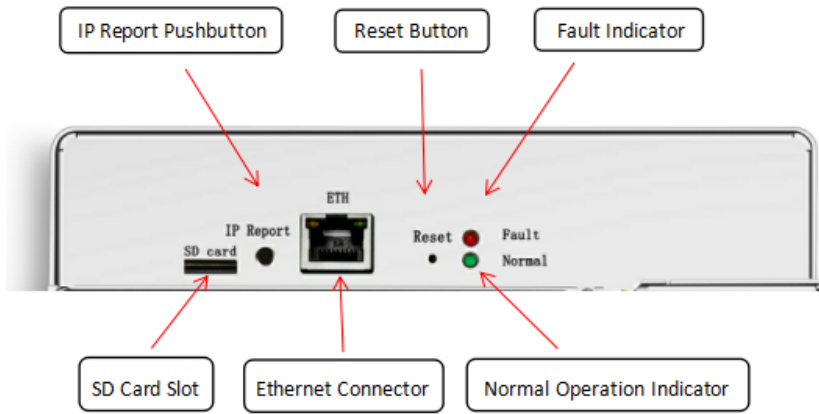 IP Report Pushbutton
Reset Button
Fault Indicator
ETH
IP Report
Reset
Fault
SD card
Normal
SD Card Slot
Ethernet Connector
Normal Operation Indicator